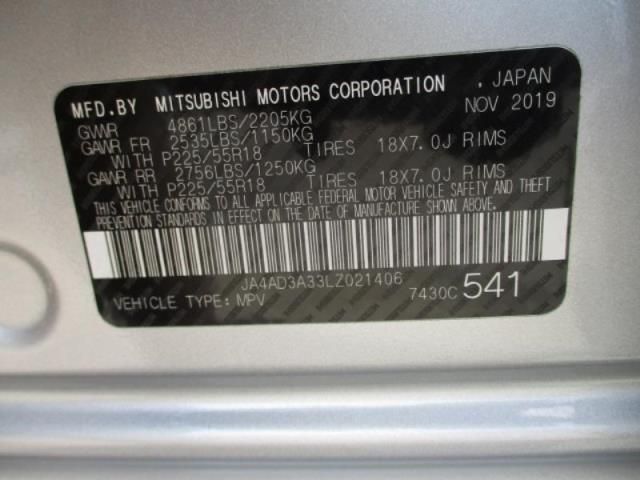 MFD.BY MITSUBISHI MOTORS CORPORATION , JAPAN
GVWR 4861LBS/2205KG NOV 2019
GAWR FR 2535LBS/1150KG
WITH P225/55R18 TIRES 18X7.0J RIMS
GAWR RR 2756LBS/1250KG
WITH P225/55R18 TIRES 18X7.0J RIMS
THIS VEHICLE CONFORMS TO ALL APPLICABLE FEDERAL MOTOR VEHICLE SAFETY AND THEFT
PREVENTION STANDARDS IN EFFECT ON THE DATE OF MANUFACTURE SHOWN ABOVE.
JA4AD3A33LZ021406
VEHICLE TYPE: MPV 7430C 541